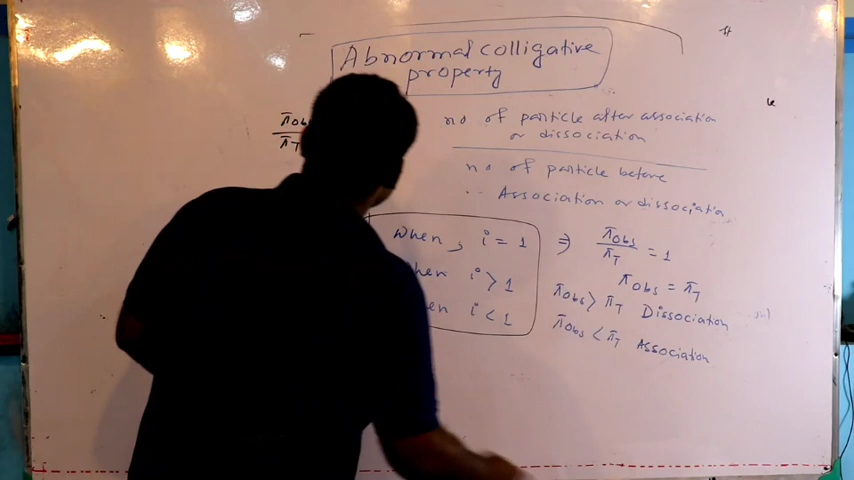 Abnormal colligative
property
π Obs
π T
no of particle after association
or dissociation
no of particle before
Association or dissociation
When, i = 1 ⇒ π Obs / π T = 1
π Obs = π T
i > 1
π Obs > π T Dissociation
i < 1
π Obs < π T Association